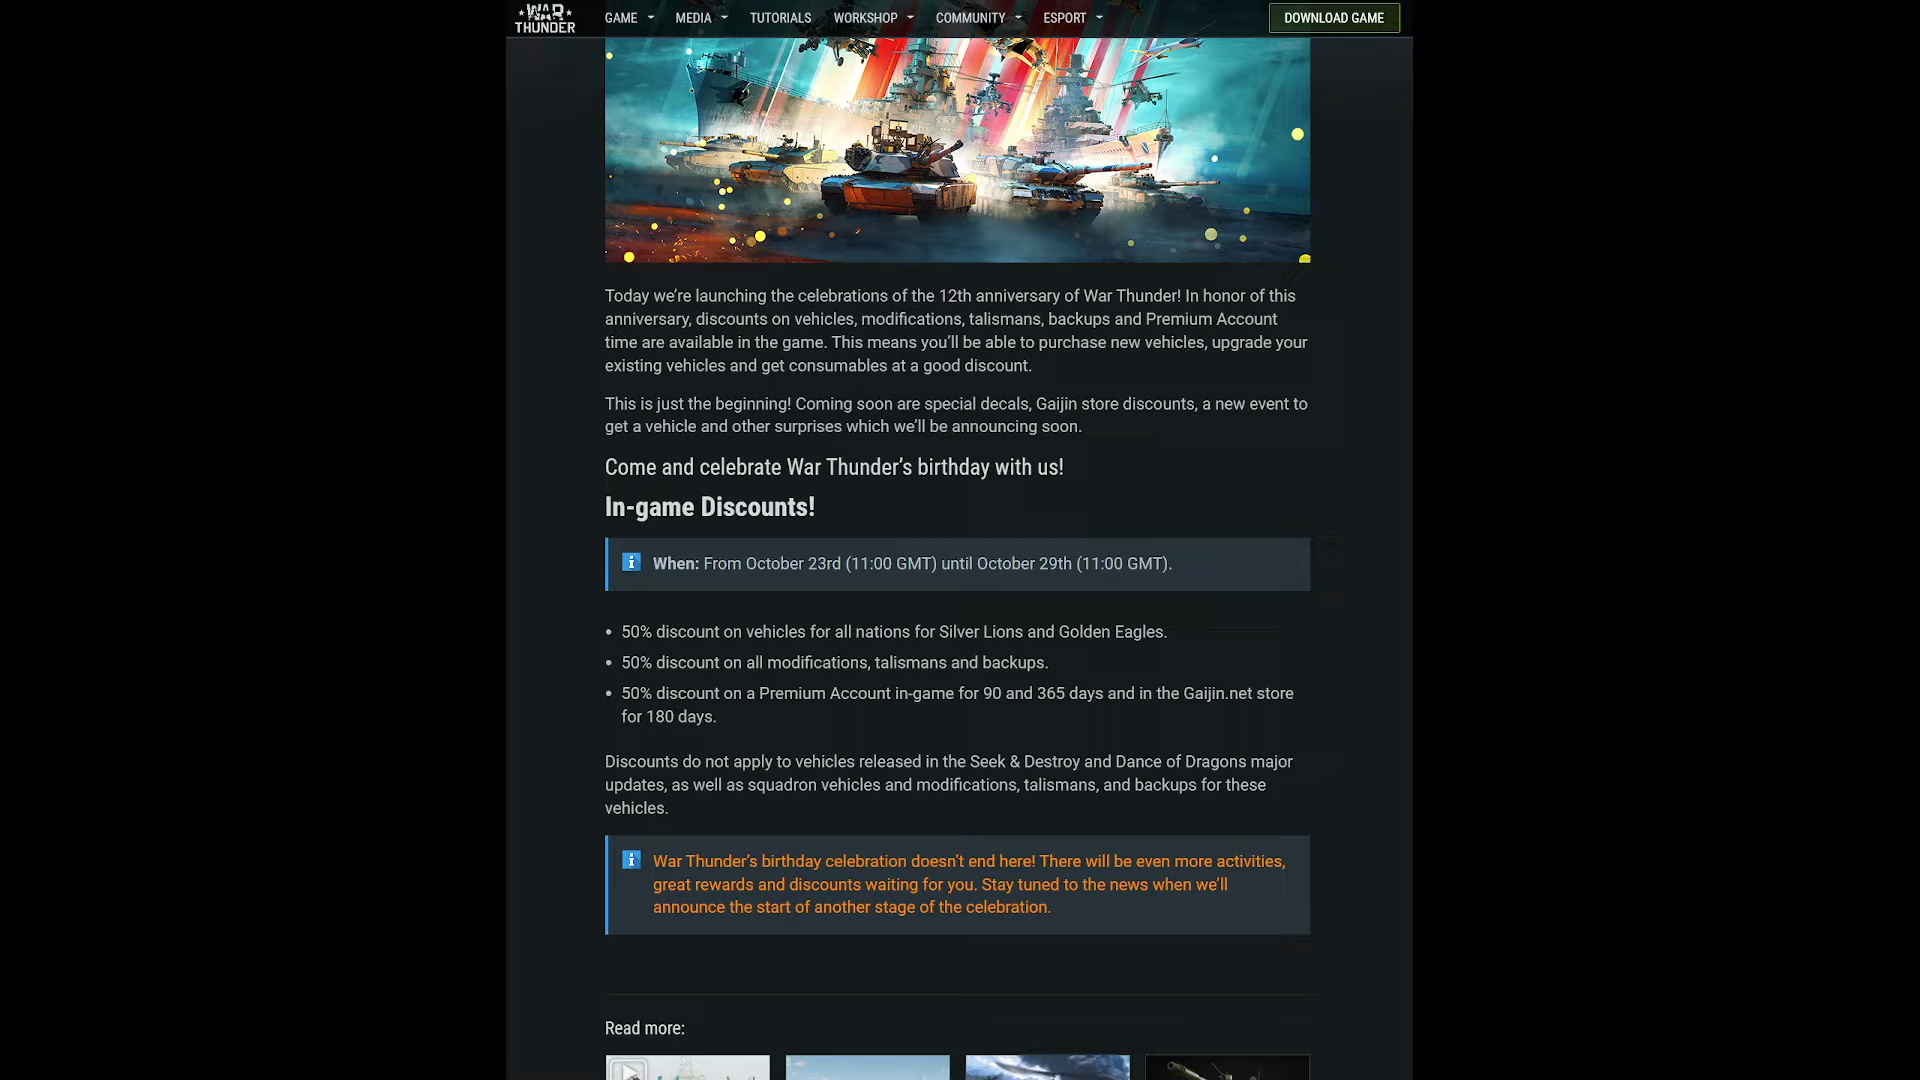 WAR
THUNDER
GAME
MEDIA
TUTORIALS
WORKSHOP
COMMUNITY
ESPORT
DOWNLOAD GAME
Today we’re launching the celebrations of the 12th anniversary of War Thunder! In honor of this
anniversary, discounts on vehicles, modifications, talismans, backups and Premium Account
time are available in the game. This means you’ll be able to purchase new vehicles, upgrade your
existing vehicles and get consumables at a good discount.
This is just the beginning! Coming soon are special decals, Gaijin store discounts, a new event to
get a vehicle and other surprises which we’ll be announcing soon.
Come and celebrate War Thunder’s birthday with us!
In-game Discounts!
When: From October 23rd (11:00 GMT) until October 29th (11:00 GMT).
• 50% discount on vehicles for all nations for Silver Lions and Golden Eagles.
• 50% discount on all modifications, talismans and backups.
• 50% discount on a Premium Account in-game for 90 and 365 days and in the Gaijin.net store
for 180 days.
Discounts do not apply to vehicles released in the Seek & Destroy and Dance of Dragons major
updates, as well as squadron vehicles and modifications, talismans, and backups for these
vehicles.
War Thunder’s birthday celebration doesn’t end here! There will be even more activities,
great rewards and discounts waiting for you. Stay tuned to the news when we’ll
announce the start of another stage of the celebration.
Read more: